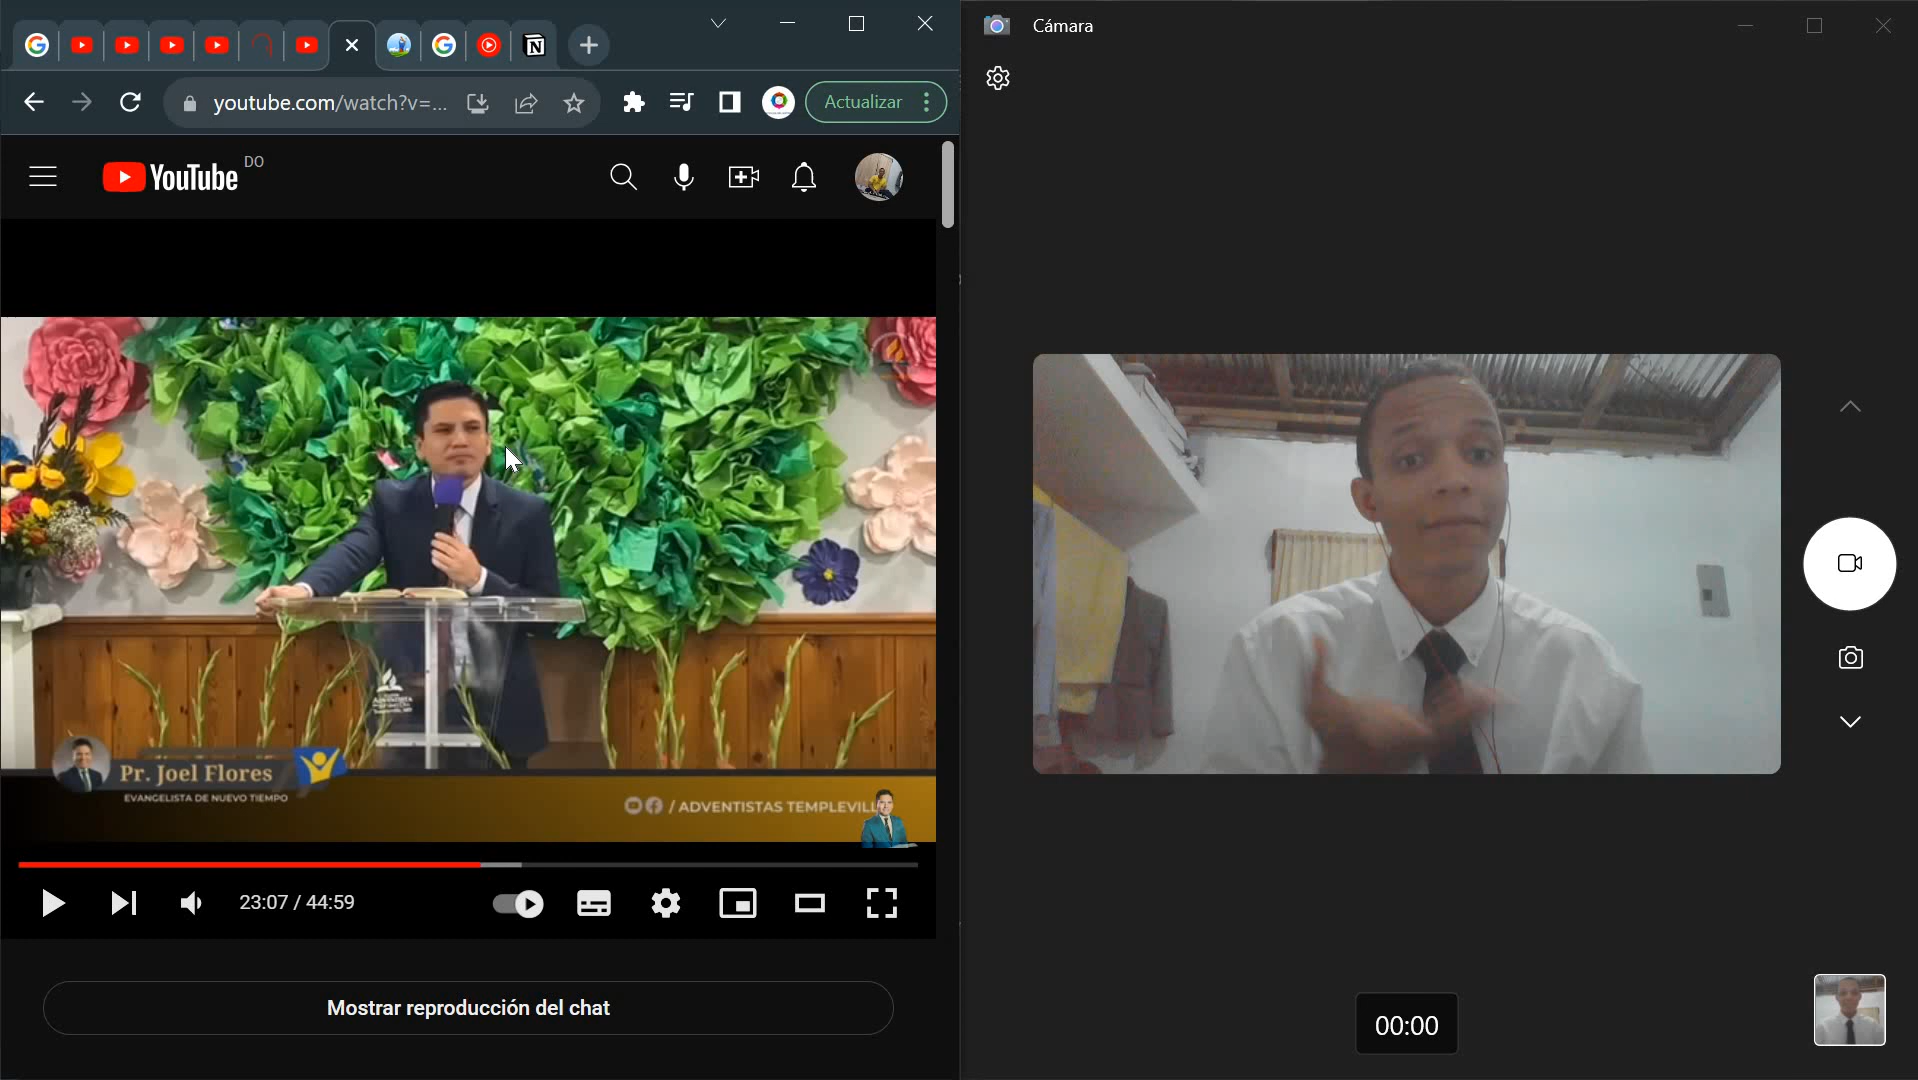 youtube.com/watch?v=...
Actualizar
YouTube
DO
Pr. Joel Flores
EVANGELISTA DE NUEVO TIEMPO
/ ADVENTISTAS TEMPLEVILL
23:07 / 44:59
Mostrar reproducción del chat
Cámara
00:00